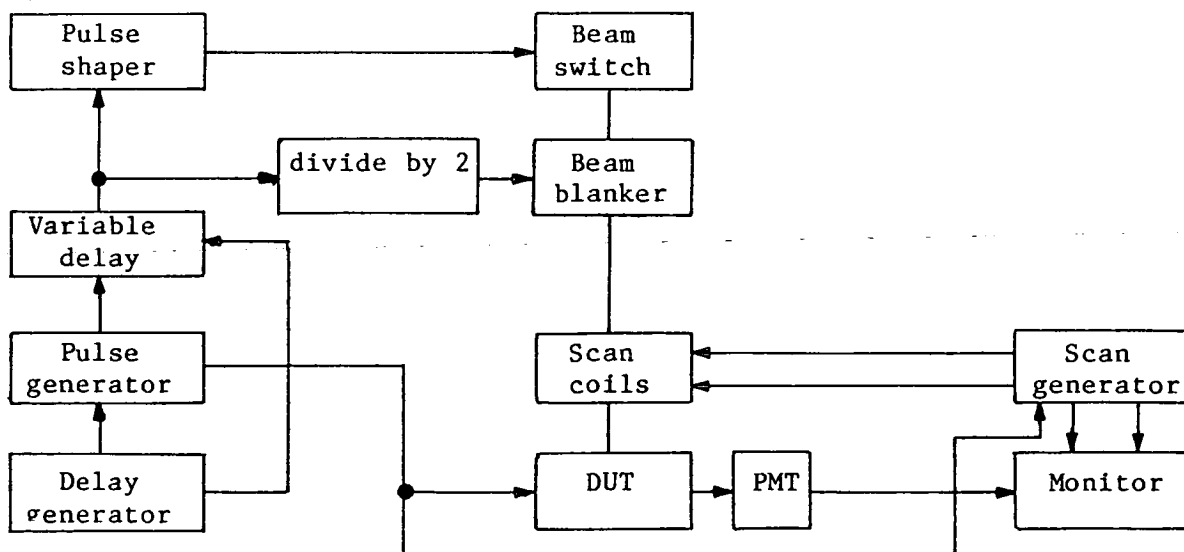 Pulse
shaper
Beam
switch
divide by 2
Beam
blanker
Variable
delay
Pulse
generator
Scan
coils
Scan
generator
Delay
generator
DUT
PMT
Monitor